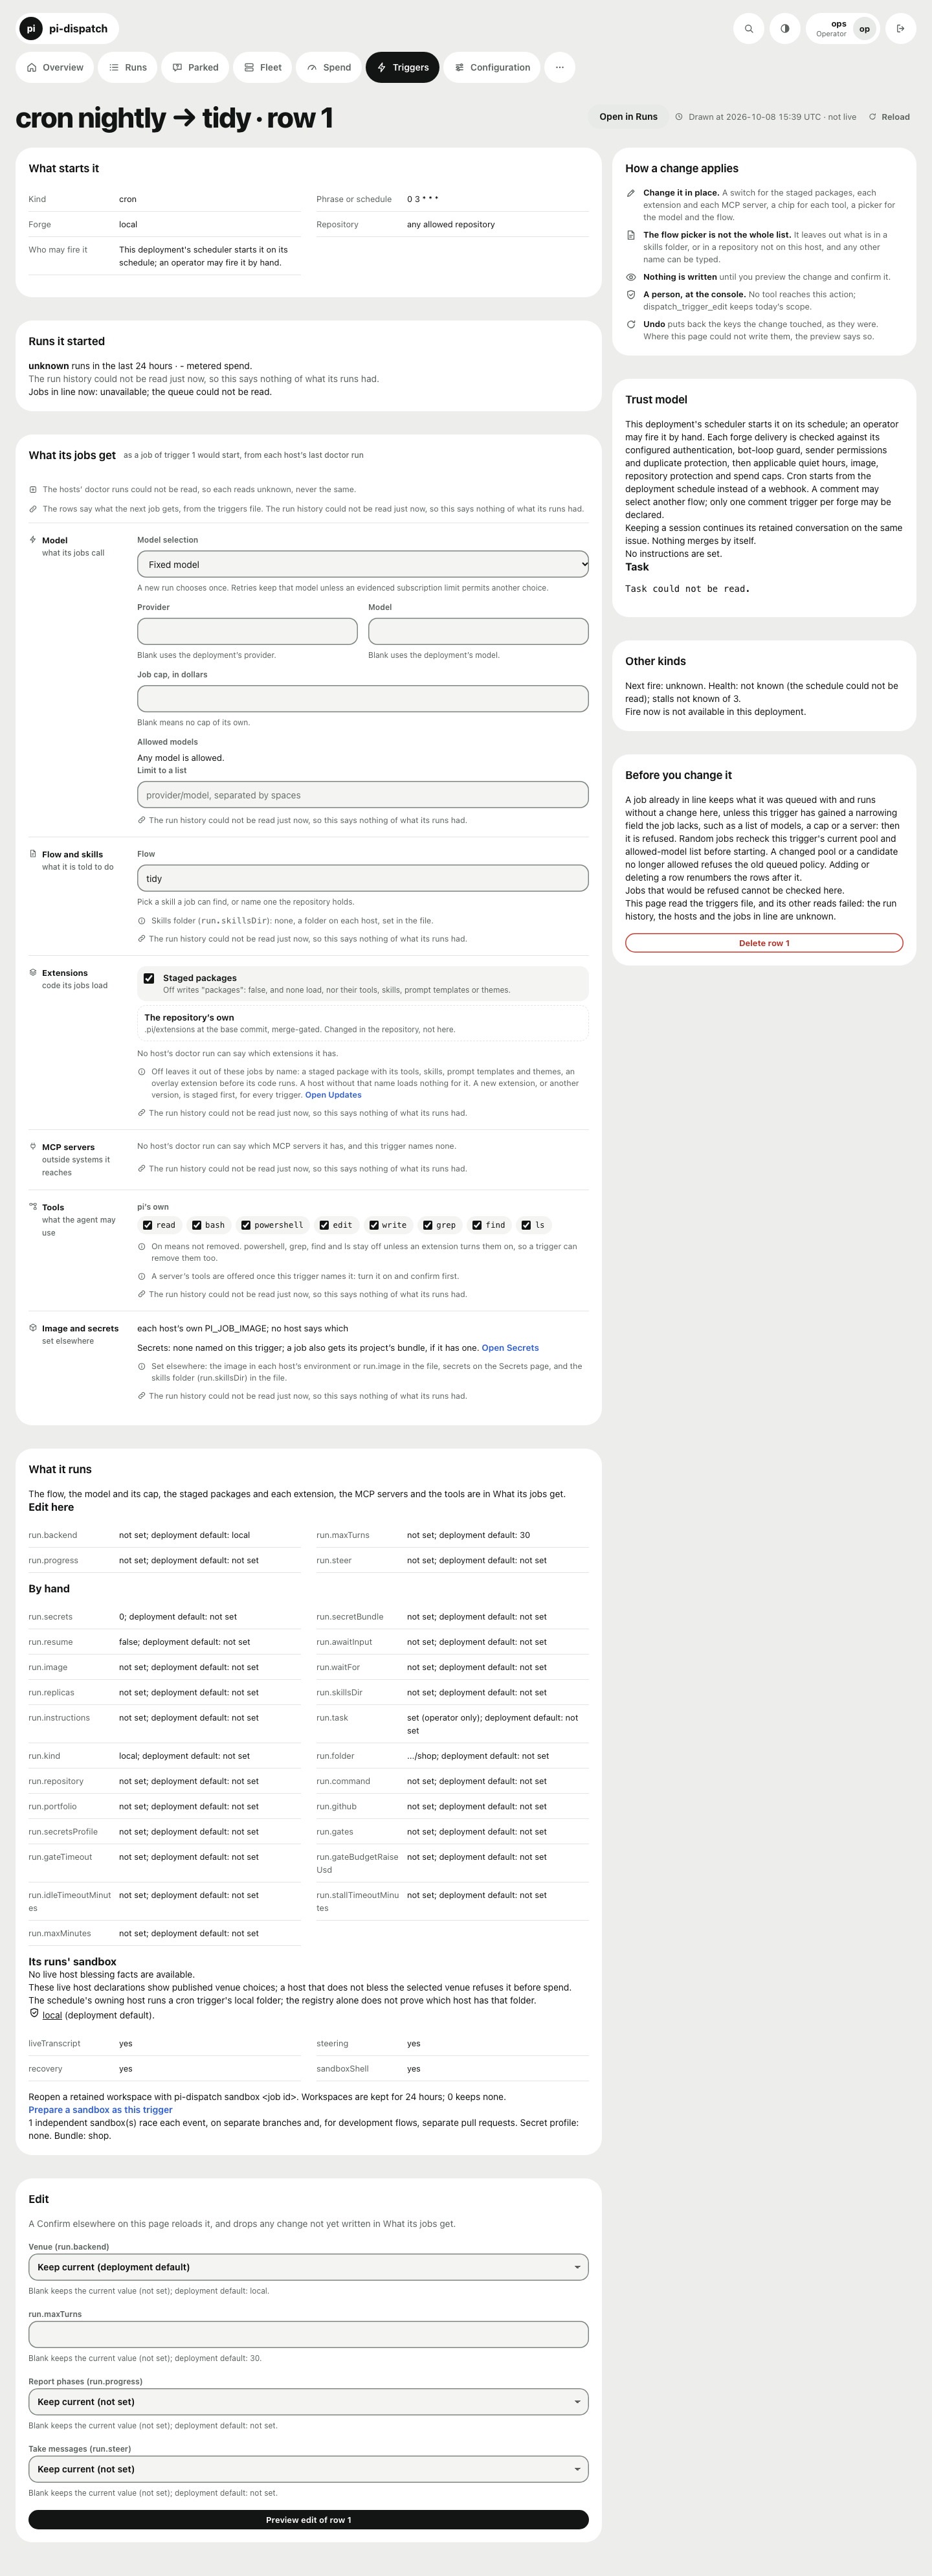 pi pi-dispatch
ops
Operator
op
Overview Runs Parked Fleet Spend Triggers Configuration ...
cron nightly → tidy · row 1
Open in Runs Drawn at 2026-10-08 15:39 UTC · not live Reload
What starts it
Kind cron
Phrase or schedule 0 3 * * *
Forge local
Repository any allowed repository
Who may fire it This deployment's scheduler starts it on its
schedule; an operator may fire it by hand.
Runs it started
unknown runs in the last 24 hours · - metered spend.
The run history could not be read just now, so this says nothing of what its runs had.
Jobs in line now: unavailable; the queue could not be read.
What its jobs get as a job of trigger 1 would start, from each host's last doctor run
The hosts' doctor runs could not be read, so each reads unknown, never the same.
The rows say what the next job gets, from the triggers file. The run history could not be read just now, so this says nothing of what its runs had.
Model
what its jobs call
Model selection
Fixed model
A new run chooses once. Retries keep that model unless an evidenced subscription limit permits another choice.
Provider Model
Blank uses the deployment's provider. Blank uses the deployment's model.
Job cap, in dollars
Blank means no cap of its own.
Allowed models
Any model is allowed.
Limit to a list
provider/model, separated by spaces
The run history could not be read just now, so this says nothing of what its runs had.
Flow and skills
what it is told to do
Flow
tidy
Pick a skill a job can find, or name one the repository holds.
Skills folder (run.skillsDir): none, a folder on each host, set in the file.
The run history could not be read just now, so this says nothing of what its runs had.
Extensions
code its jobs load
Staged packages
Off writes "packages": false, and none load, nor their tools, skills, prompt templates or themes.
The repository's own
.pi/extensions at the base commit, merge-gated. Changed in the repository, not here.
No host's doctor run can say which extensions it has.
Off leaves it out of these jobs by name: a staged package with its tools, skills, prompt templates and themes, an
overlay extension before its code runs. A host without that name loads nothing for it. A new extension, or another
version, is staged first, for every trigger. Open Updates
The run history could not be read just now, so this says nothing of what its runs had.
MCP servers
outside systems it
reaches
No host's doctor run can say which MCP servers it has, and this trigger names none.
The run history could not be read just now, so this says nothing of what its runs had.
Tools
what the agent may
use
pi's own
read bash powershell edit write grep find ls
On means not removed. powershell, grep, find and ls stay off unless an extension turns them on, so a trigger can
remove them too.
A server's tools are offered once this trigger names it: turn it on and confirm first.
The run history could not be read just now, so this says nothing of what its runs had.
Image and secrets
set elsewhere
each host's own PI_JOB_IMAGE; no host says which
Secrets: none named on this trigger; a job also gets its project's bundle, if it has one. Open Secrets
Set elsewhere: the image in each host's environment or run.image in the file, secrets on the Secrets page, and the
skills folder (run.skillsDir) in the file.
The run history could not be read just now, so this says nothing of what its runs had.
What it runs
The flow, the model and its cap, the staged packages and each extension, the MCP servers and the tools are in What its jobs get.
Edit here
run.backend not set; deployment default: local
run.maxTurns not set; deployment default: 30
run.progress not set; deployment default: not set
run.steer not set; deployment default: not set
By hand
run.secrets 0; deployment default: not set
run.secretBundle not set; deployment default: not set
run.resume false; deployment default: not set
run.awaitInput not set; deployment default: not set
run.image not set; deployment default: not set
run.waitFor not set; deployment default: not set
run.replicas not set; deployment default: not set
run.skillsDir not set; deployment default: not set
run.instructions not set; deployment default: not set
run.task set (operator only); deployment default: not
set
run.kind local; deployment default: not set
run.folder .../shop; deployment default: not set
run.repository not set; deployment default: not set
run.command not set; deployment default: not set
run.portfolio not set; deployment default: not set
run.github not set; deployment default: not set
run.secretsProfile not set; deployment default: not set
run.gates not set; deployment default: not set
run.gateTimeout not set; deployment default: not set
run.gateBudgetRaise not set; deployment default: not set
Usd
run.idleTimeoutMinut not set; deployment default: not set
es
run.stallTimeoutMinu not set; deployment default: not set
tes
run.maxMinutes not set; deployment default: not set
Its runs' sandbox
No live host blessing facts are available.
These live host declarations show published venue choices; a host that does not bless the selected venue refuses it before spend.
The schedule's owning host runs a cron trigger's local folder; the registry alone does not prove which host has that folder.
local (deployment default).
liveTranscript yes
steering yes
recovery yes
sandboxShell yes
Reopen a retained workspace with pi-dispatch sandbox <job id>. Workspaces are kept for 24 hours; 0 keeps none.
Prepare a sandbox as this trigger
1 independent sandbox(s) race each event, on separate branches and, for development flows, separate pull requests. Secret profile:
none. Bundle: shop.
Edit
A Confirm elsewhere on this page reloads it, and drops any change not yet written in What its jobs get.
Venue (run.backend)
Keep current (deployment default)
Blank keeps the current value (not set); deployment default: local.
run.maxTurns
Blank keeps the current value (not set); deployment default: 30.
Report phases (run.progress)
Keep current (not set)
Blank keeps the current value (not set); deployment default: not set.
Take messages (run.steer)
Keep current (not set)
Blank keeps the current value (not set); deployment default: not set.
Preview edit of row 1
How a change applies
Change it in place. A switch for the staged packages, each
extension and each MCP server, a chip for each tool, a picker for
the model and the flow.
The flow picker is not the whole list. It leaves out what is in a
skills folder, or in a repository not on this host, and any other
name can be typed.
Nothing is written until you preview the change and confirm it.
A person, at the console. No tool reaches this action;
dispatch_trigger_edit keeps today's scope.
Undo puts back the keys the change touched, as they were.
Where this page could not write them, the preview says so.
Trust model
This deployment's scheduler starts it on its schedule; an operator
may fire it by hand. Each forge delivery is checked against its
configured authentication, bot-loop guard, sender permissions
and duplicate protection, then applicable quiet hours, image,
repository protection and spend caps. Cron starts from the
deployment schedule instead of a webhook. A comment may
select another flow; only one comment trigger per forge may be
declared.
Keeping a session continues its retained conversation on the same
issue. Nothing merges by itself.
No instructions are set.
Task
Task could not be read.
Other kinds
Next fire: unknown. Health: not known (the schedule could not be
read); stalls not known of 3.
Fire now is not available in this deployment.
Before you change it
A job already in line keeps what it was queued with and runs
without a change here, unless this trigger has gained a narrowing
field the job lacks, such as a list of models, a cap or a server: then
it is refused. Random jobs recheck this trigger's current pool and
allowed-model list before starting. A changed pool or a candidate
no longer allowed refuses the old queued policy. Adding or
deleting a row renumbers the rows after it.
Jobs that would be refused cannot be checked here.
This page read the triggers file, and its other reads failed: the run
history, the hosts and the jobs in line are unknown.
Delete row 1